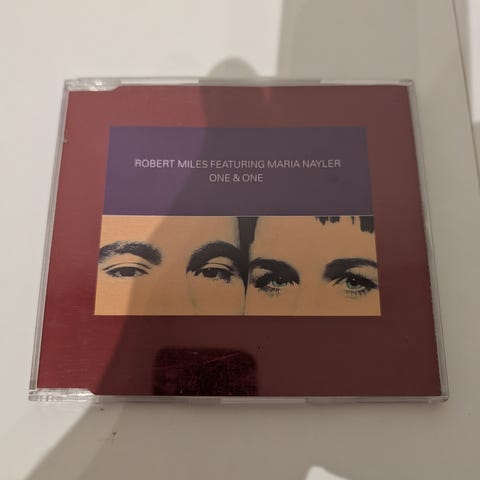 ROBERT MILES FEATURING MARIA NAYLER
ONE & ONE